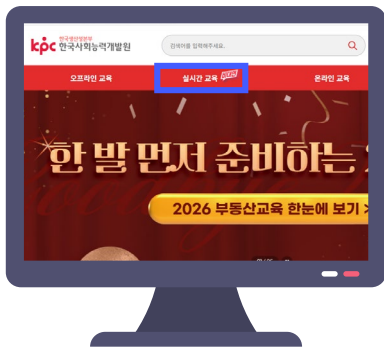 kpc 한국생산성본부
한국사회능력개발원
검색어를 입력해주세요.
오프라인 교육
실시간 교육
온라인 교육
한 발 먼저 준비하는
2026 부동산교육 한눈에 보기 >